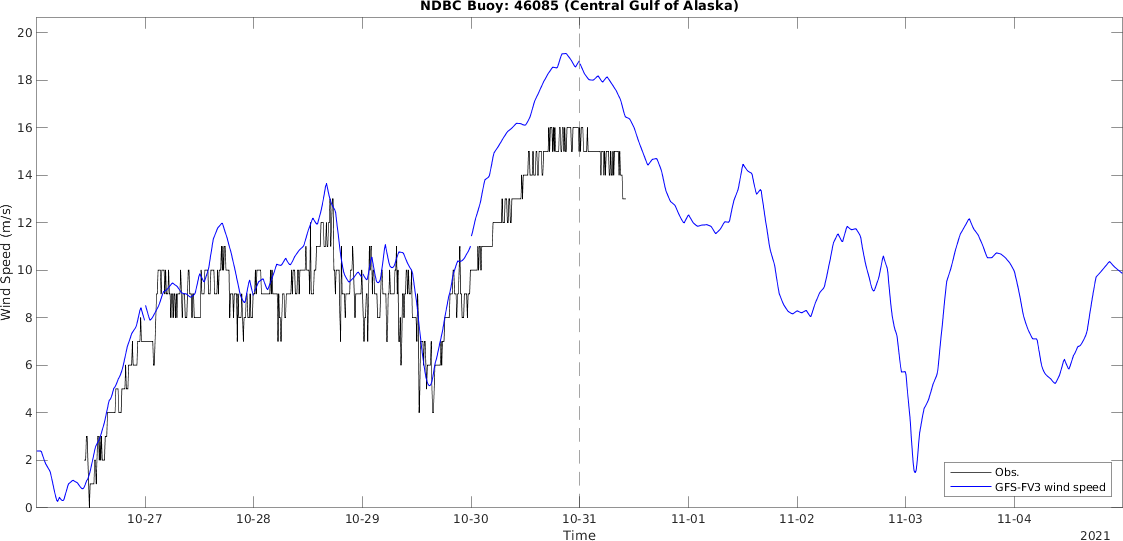 NDBC Buoy: 46085 (Central Gulf of Alaska)
20
18
16
14
12
10
8
6
4
2
0
Wind Speed (m/s)
10-27 10-28 10-29 10-30 10-31 11-01 11-02 11-03 11-04
Time
2021
Obs.
GFS-FV3 wind speed